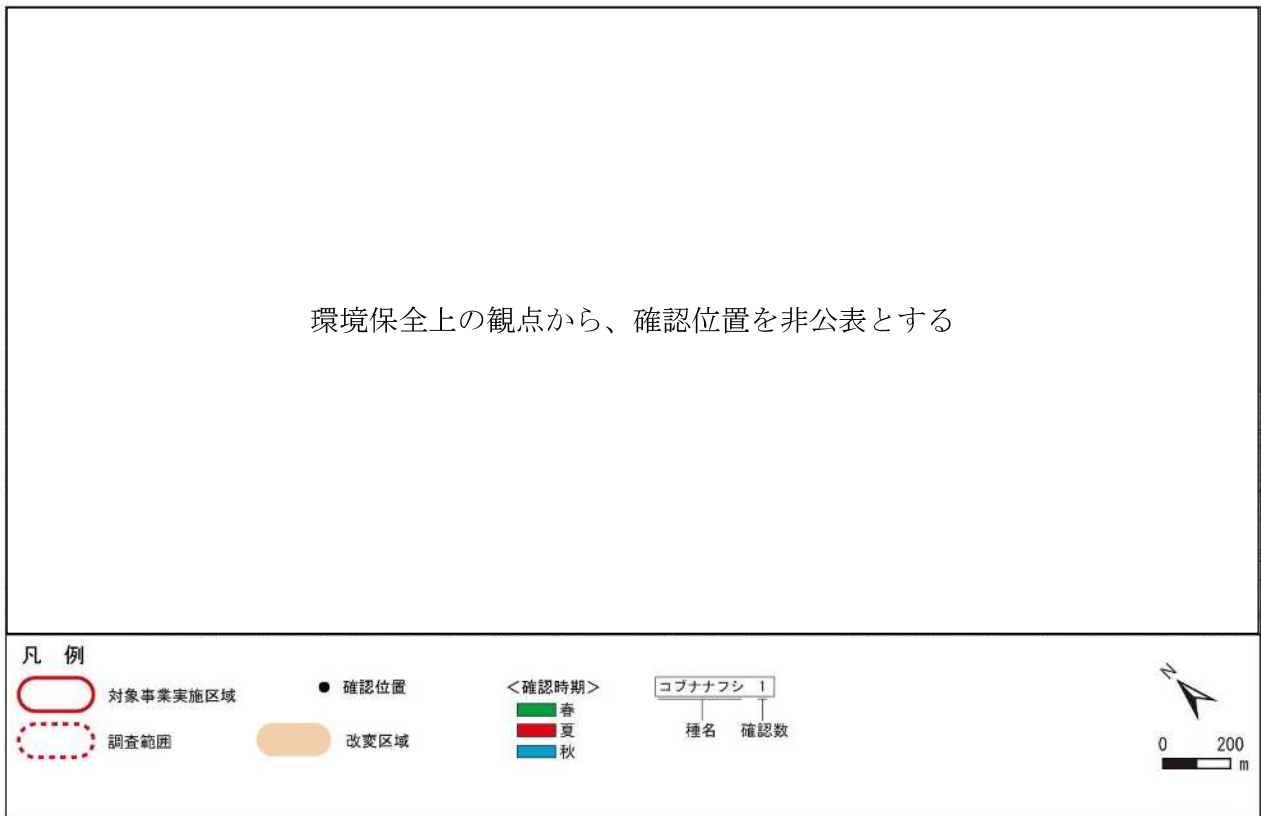 環境保全上の観点から、確認位置を非公表とする
凡 例
対象事業実施区域
調査範囲
確認位置
改変区域
＜確認時期＞
春
夏
秋
コブナナフシ 1
種名 確認数
N
0 200
m